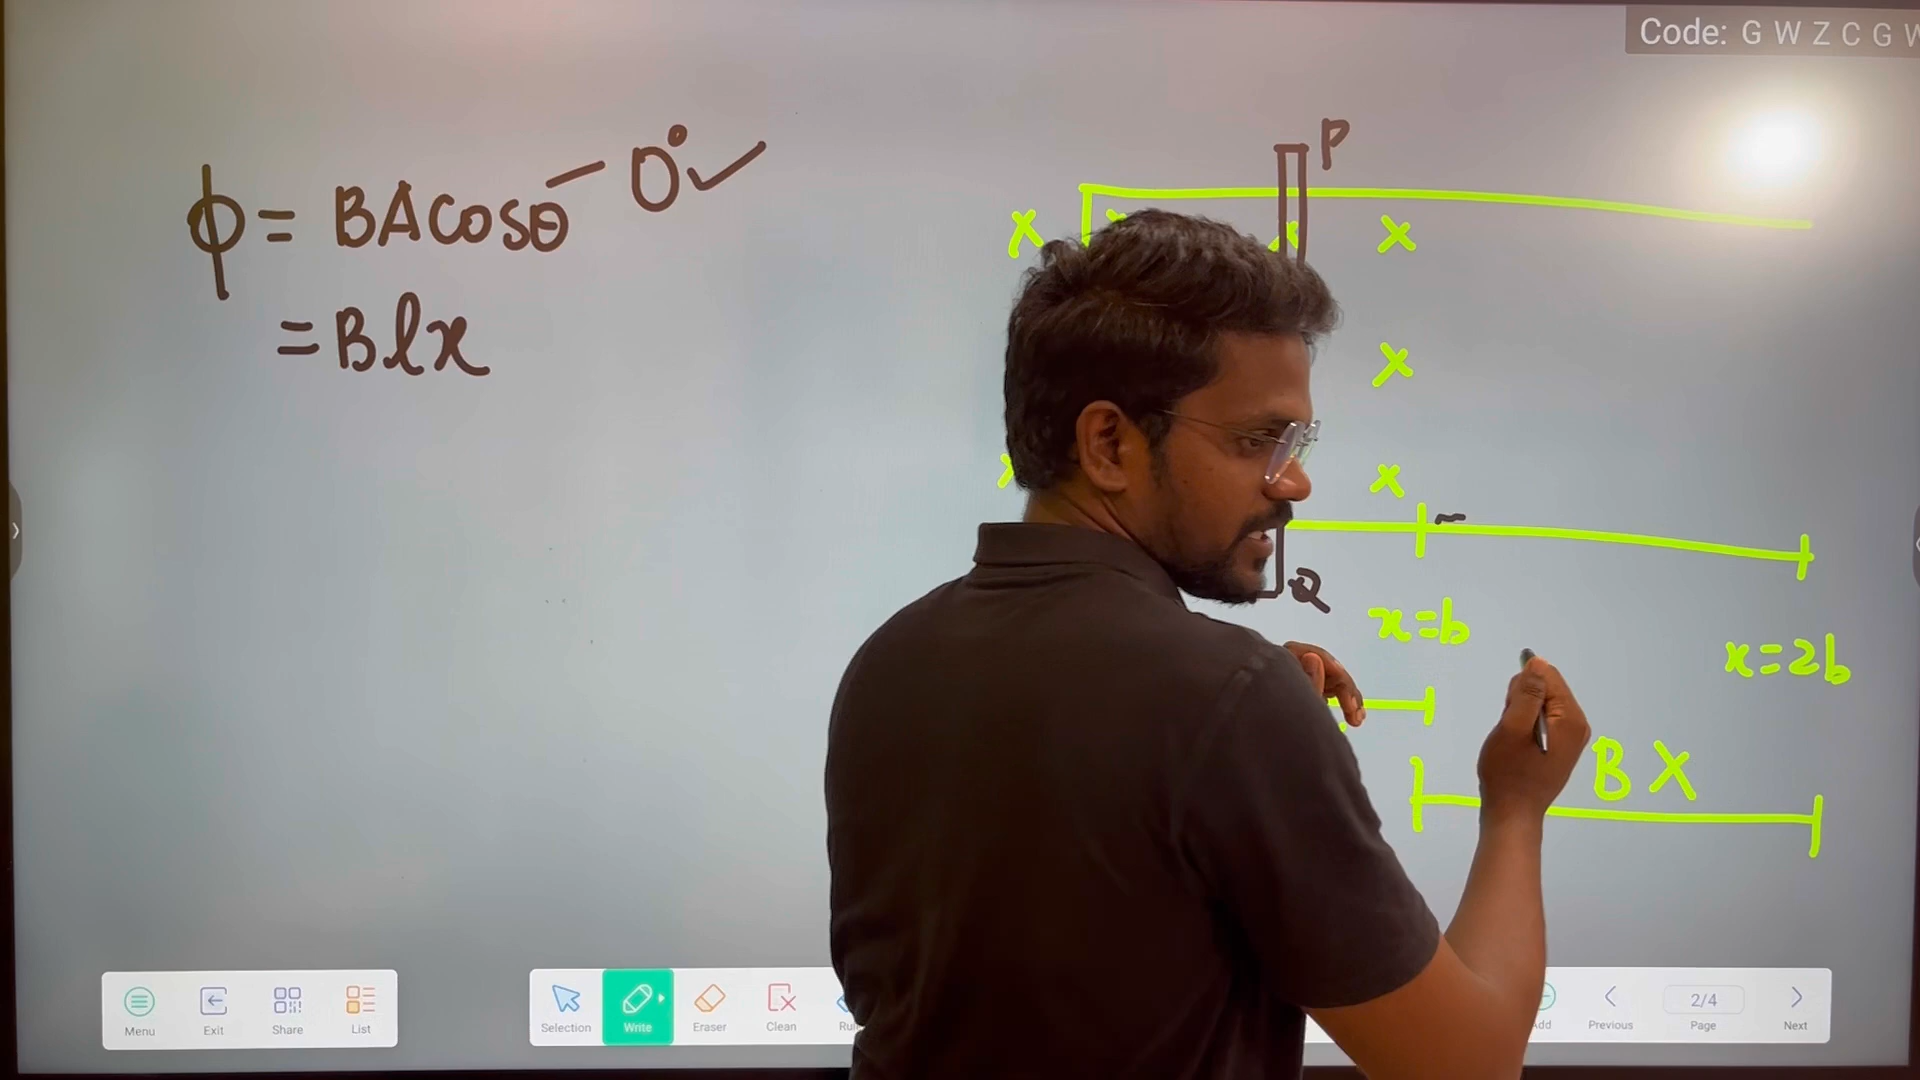 Code: G W Z C G W
ϕ = BAcosθ — 0° ✓
= Blx
P
x x
x
x x
Q
x=b
x=2b
B X
Menu Exit Share List
Selection Write Eraser Clean
Add Previous 2/4 Page Next